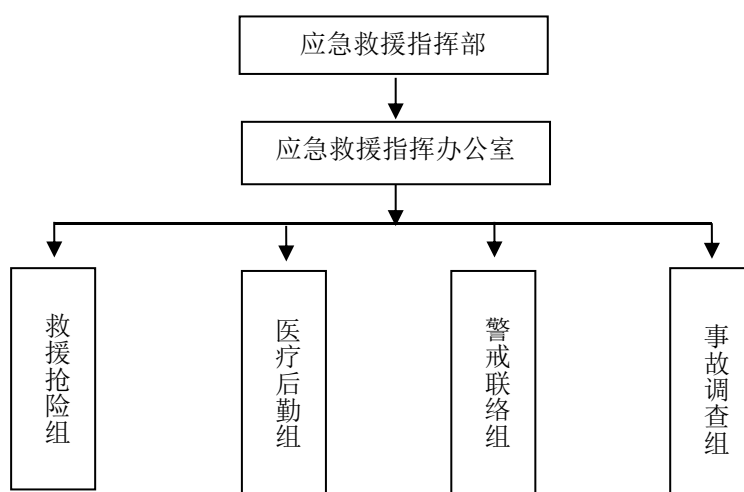 应急救援指挥部
应急救援指挥办公室
救援抢险组
医疗后勤组
警戒联络组
事故调查组